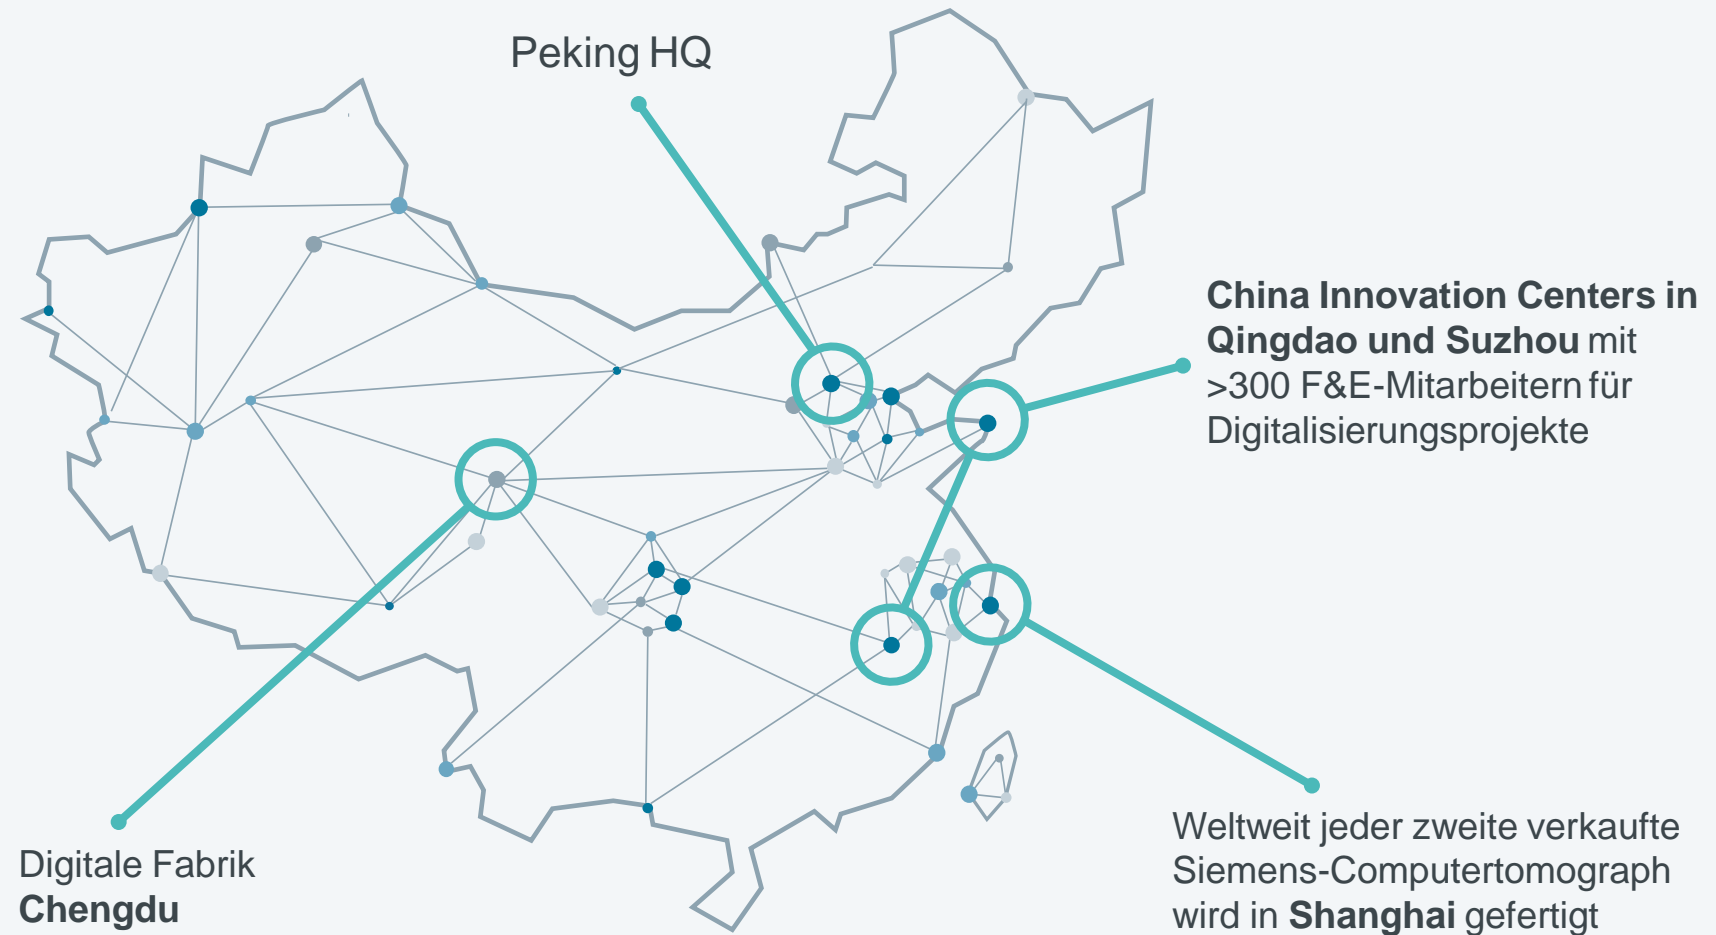 Peking HQ
China Innovation Centers in
Qingdao und Suzhou mit
>300 F&E-Mitarbeitern für
Digitalisierungsprojekte
Digitale Fabrik
Chengdu
Weltweit jeder zweite verkaufte
Siemens-Computertomograph
wird in Shanghai gefertigt